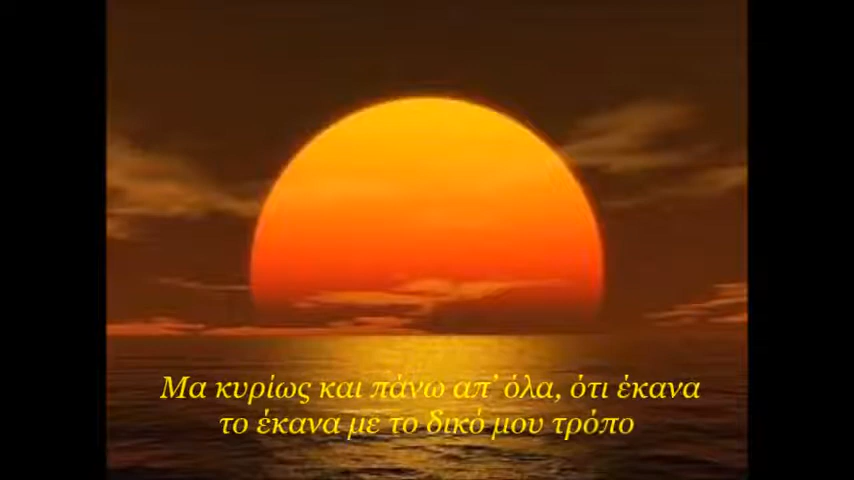 Μα κυρίως και πάνω απ’ όλα, ότι έκανα
το έκανα με το δικό μου τρόπο